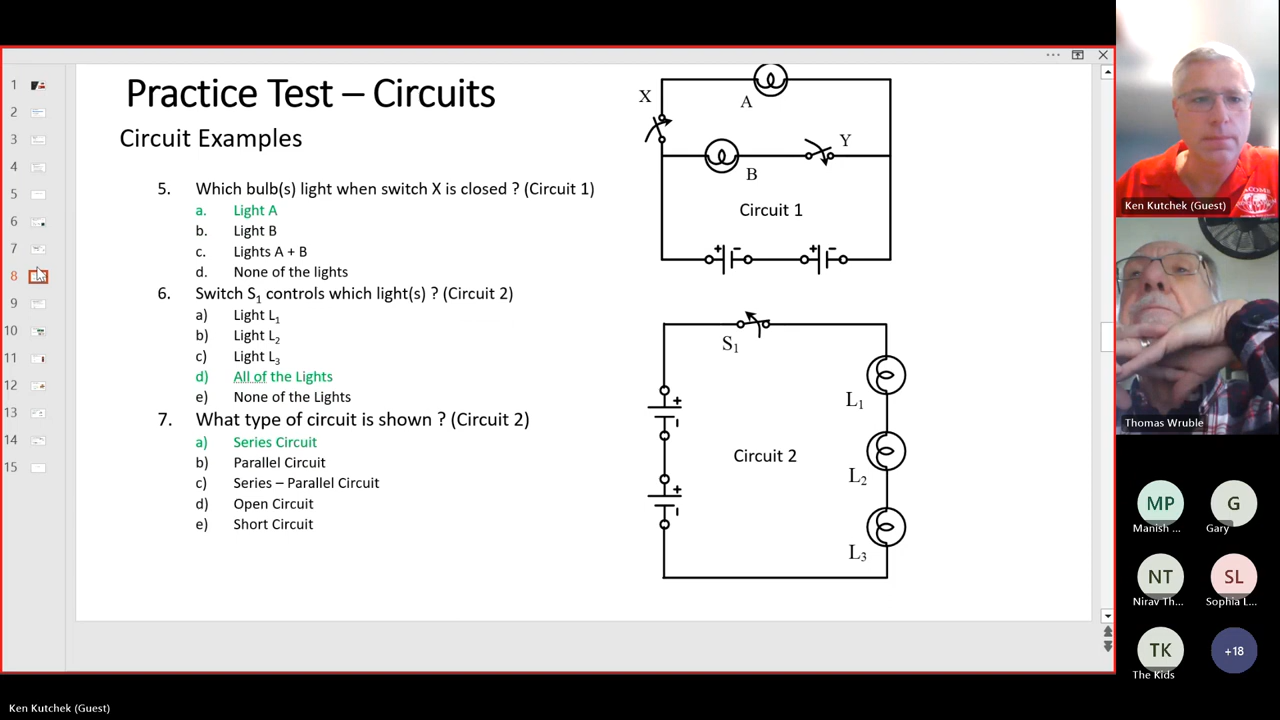 Practice Test – Circuits
Circuit Examples
5. Which bulb(s) light when switch X is closed ? (Circuit 1)
a. Light A
b. Light B
c. Lights A + B
d. None of the lights
6. Switch S1 controls which light(s) ? (Circuit 2)
a) Light L1
b) Light L2
c) Light L3
d) All of the Lights
e) None of the Lights
7. What type of circuit is shown ? (Circuit 2)
a) Series Circuit
b) Parallel Circuit
c) Series – Parallel Circuit
d) Open Circuit
e) Short Circuit
X
A
Y
B
Circuit 1
+ - + -
S1
L1
+
-
Circuit 2
L2
+
-
L3
1
2
3
4
5
6
7
8
9
10
11
12
13
14
15
Ken Kutchek (Guest)
Thomas Wruble
MP
Manish ...
G
Gary
NT
Nirav Th...
SL
Sophia L...
TK
The Kids
+18
Ken Kutchek (Guest)